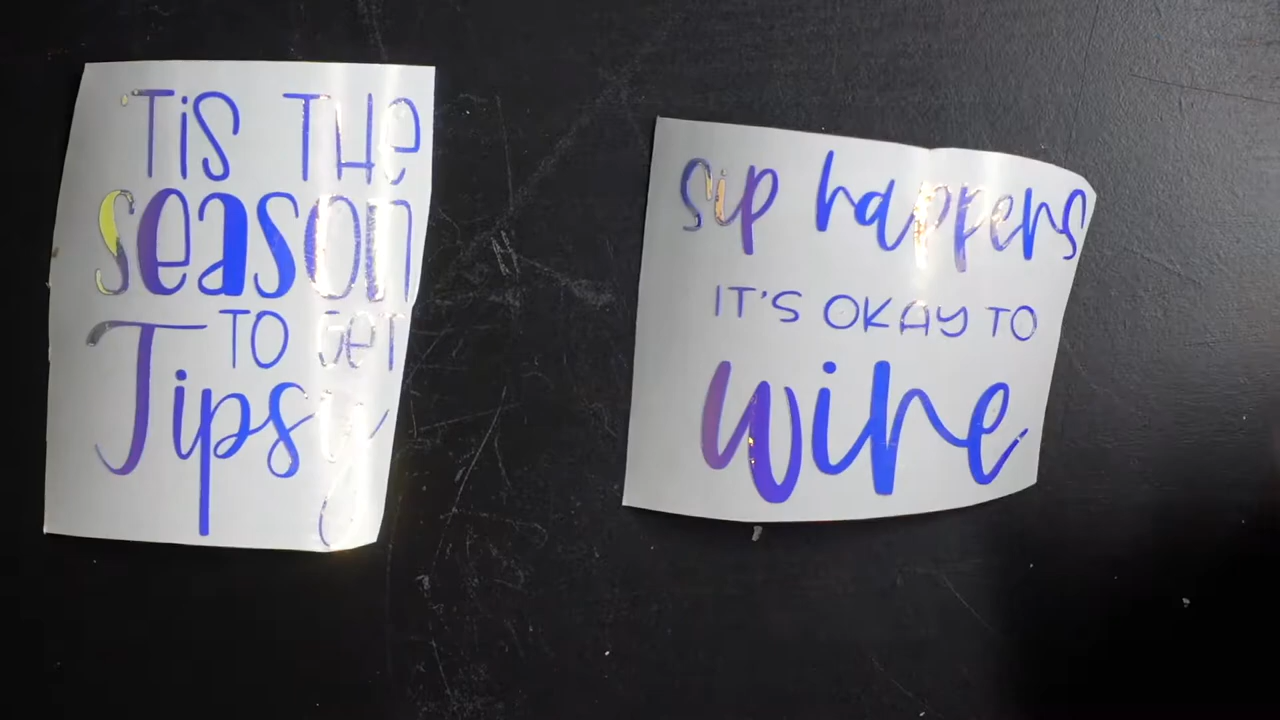 Tis THe
season
TO GeT
Tipsy
sip happens
IT'S OKAY TO
wine